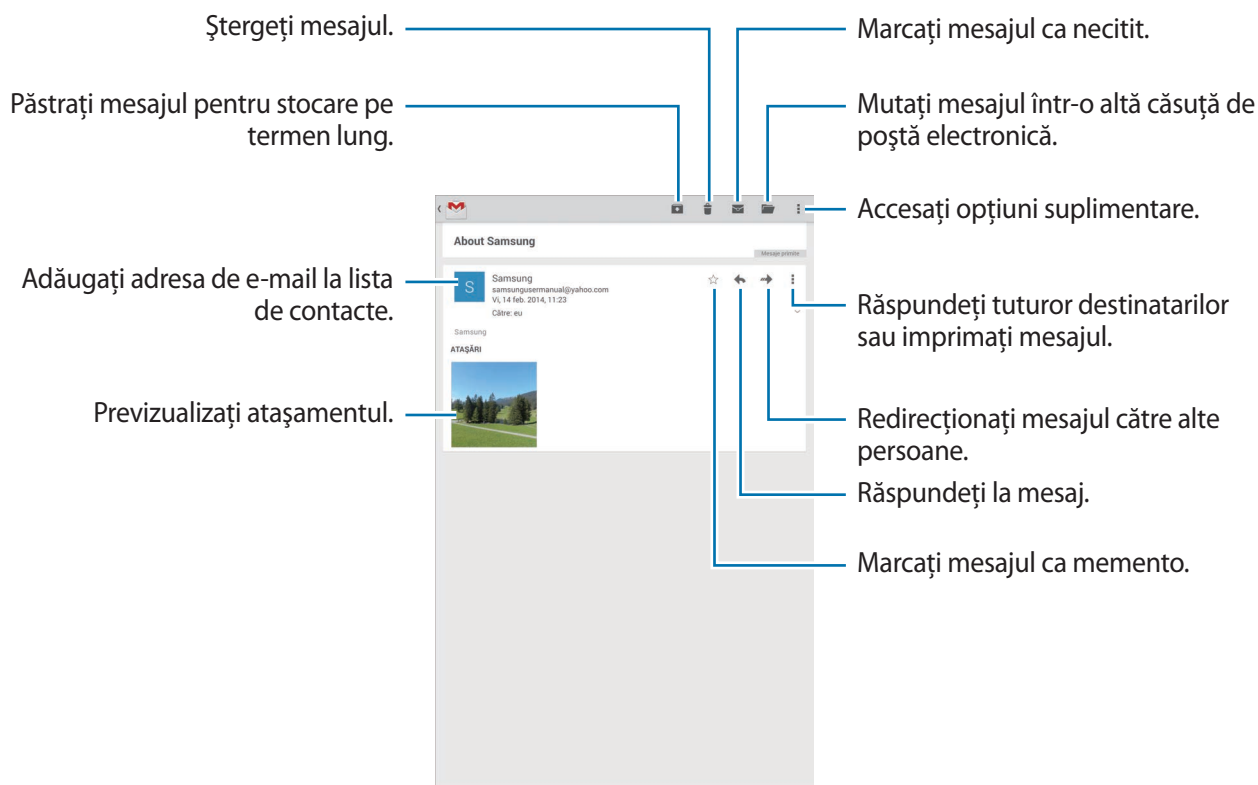 Ştergeţi mesajul.
Păstraţi mesajul pentru stocare pe
termen lung.
Adăugaţi adresa de e-mail la lista
de contacte.
Previzualizaţi ataşamentul.
About Samsung
Mesaje primite
S
Samsung
samsungusermanual@yahoo.com
Vi, 14 feb. 2014, 11:23
Către: eu
Samsung
ATAŞĂRI
Marcaţi mesajul ca necitit.
Mutaţi mesajul într-o altă căsuţă de
poştă electronică.
Accesaţi opţiuni suplimentare.
Răspundeţi tuturor destinatarilor
sau imprimaţi mesajul.
Redirecţionaţi mesajul către alte
persoane.
Răspundeţi la mesaj.
Marcaţi mesajul ca memento.